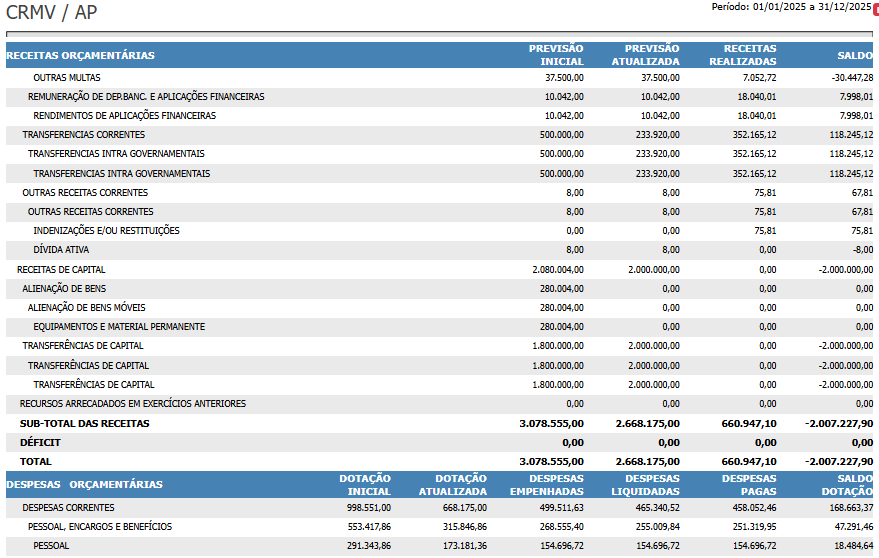 CRMV / AP
Período: 01/01/2025 a 31/12/2025
RECEITAS ORÇAMENTÁRIAS PREVISÃO INICIAL PREVISÃO ATUALIZADA RECEITAS REALIZADAS SALDO
OUTRAS MULTAS 37.500,00 37.500,00 7.052,72 -30.447,28
REMUNERAÇÃO DE DEP.BANC. E APLICAÇÕES FINANCEIRAS 10.042,00 10.042,00 18.040,01 7.998,01
RENDIMENTOS DE APLICAÇÕES FINANCEIRAS 10.042,00 10.042,00 18.040,01 7.998,01
TRANSFERENCIAS CORRENTES 500.000,00 233.920,00 352.165,12 118.245,12
TRANSFERENCIAS INTRA GOVERNAMENTAIS 500.000,00 233.920,00 352.165,12 118.245,12
TRANSFERENCIAS INTRA GOVERNAMENTAIS 500.000,00 233.920,00 352.165,12 118.245,12
OUTRAS RECEITAS CORRENTES 8,00 8,00 75,81 67,81
OUTRAS RECEITAS CORRENTES 8,00 8,00 75,81 67,81
INDENIZAÇÕES E/OU RESTITUIÇÕES 0,00 0,00 75,81 75,81
DÍVIDA ATIVA 8,00 8,00 0,00 -8,00
RECEITAS DE CAPITAL 2.080.004,00 2.000.000,00 0,00 -2.000.000,00
ALIENAÇÃO DE BENS 280.004,00 0,00 0,00 0,00
ALIENAÇÃO DE BENS MÓVEIS 280.004,00 0,00 0,00 0,00
EQUIPAMENTOS E MATERIAL PERMANENTE 280.004,00 0,00 0,00 0,00
TRANSFERÊNCIAS DE CAPITAL 1.800.000,00 2.000.000,00 0,00 -2.000.000,00
TRANSFERÊNCIAS DE CAPITAL 1.800.000,00 2.000.000,00 0,00 -2.000.000,00
TRANSFERÊNCIAS DE CAPITAL 1.800.000,00 2.000.000,00 0,00 -2.000.000,00
RECURSOS ARRECADADOS EM EXERCÍCIOS ANTERIORES 0,00 0,00 0,00 0,00
SUB-TOTAL DAS RECEITAS 3.078.555,00 2.668.175,00 660.947,10 -2.007.227,90
DÉFICIT 0,00 0,00 0,00 0,00
TOTAL 3.078.555,00 2.668.175,00 660.947,10 -2.007.227,90
DESPESAS ORÇAMENTÁRIAS DOTAÇÃO INICIAL DOTAÇÃO ATUALIZADA DESPESAS EMPENHADAS DESPESAS LIQUIDADAS DESPESAS PAGAS SALDO DOTAÇÃO
DESPESAS CORRENTES 998.551,00 668.175,00 499.511,63 465.340,52 458.052,46 168.663,37
PESSOAL, ENCARGOS E BENEFÍCIOS 553.417,86 315.846,86 268.555,40 255.009,84 251.319,95 47.291,46
PESSOAL 291.343,86 173.181,36 154.696,72 154.696,72 154.696,72 18.484,64